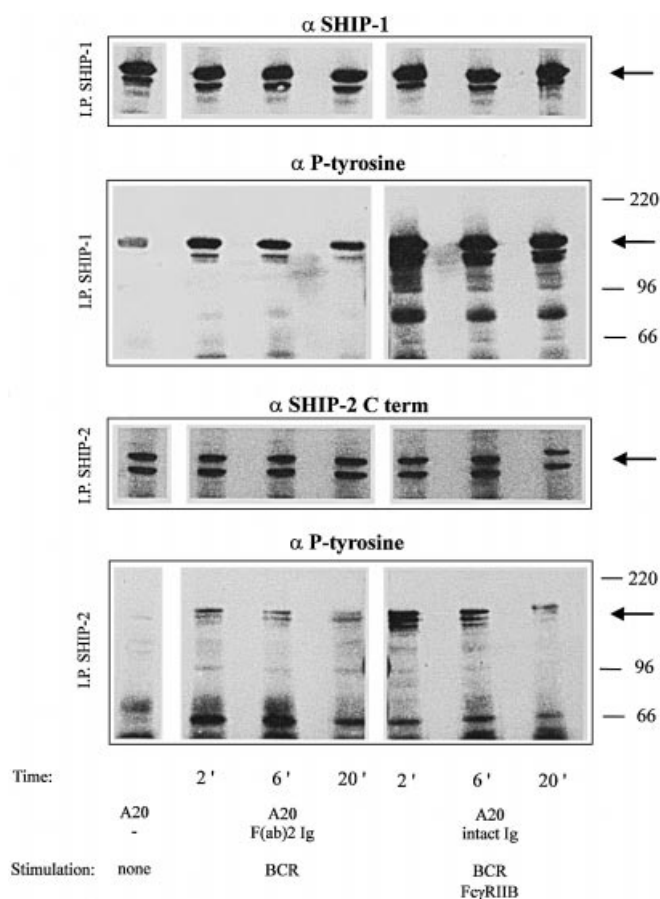 α SHIP-1
I.P. SHIP-1
α P-tyrosine
I.P. SHIP-1
220
96
66
α SHIP-2 C term
I.P. SHIP-2
α P-tyrosine
I.P. SHIP-2
220
96
66
Time: 2' 6' 20' 2' 6' 20'
A20 A20 A20
- F(ab)2 Ig intact Ig
Stimulation: none BCR BCR
FcγRIIB